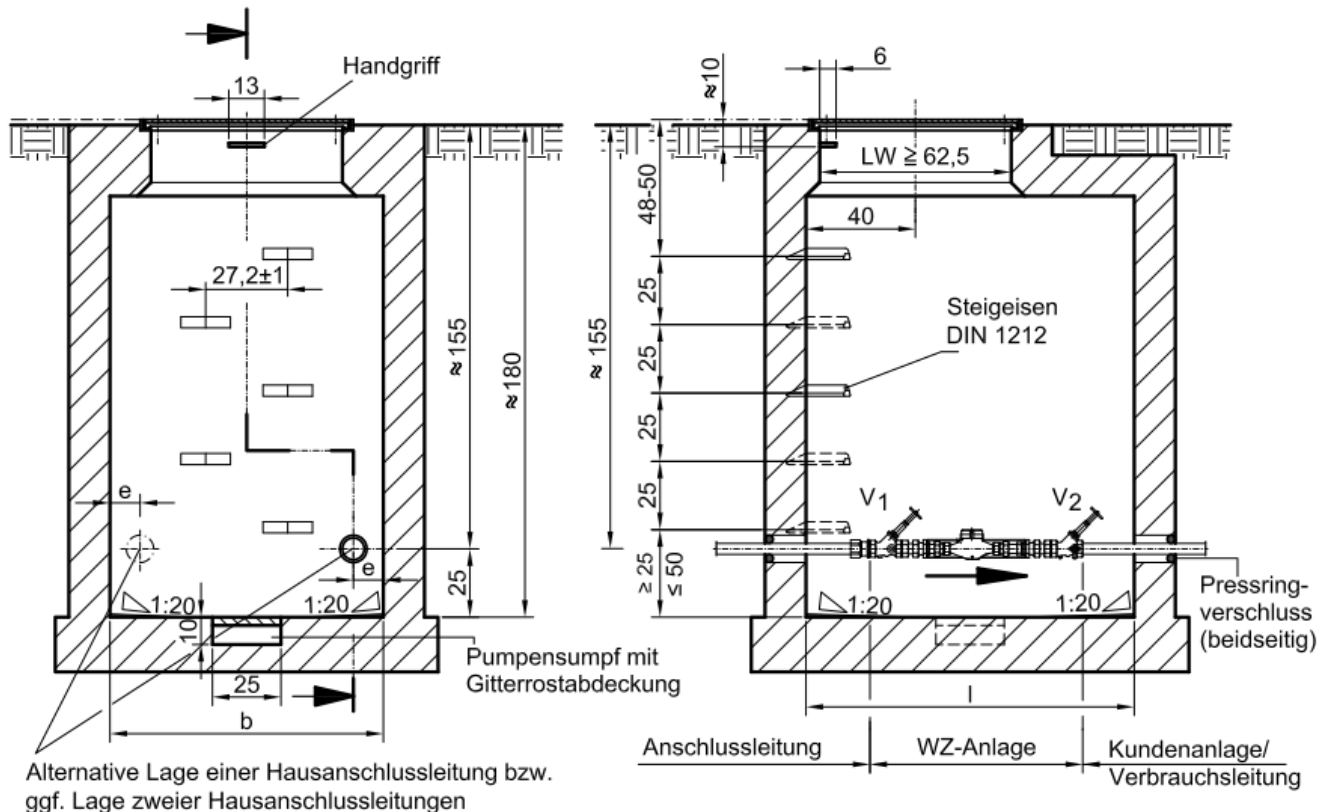 Handgriff
13
27,2±1
≈155
≈180
e
e
25
1:20
1:20
10
25
b
Pumpensumpf mit
Gitterrostabdeckung
Alternative Lage einer Hausanschlussleitung bzw.
ggf. Lage zweier Hausanschlussleitungen
≈10
6
LW ≥ 62,5
48-50
40
25
25
25
25
≈155
≥ 25
≤ 50
Steigeisen
DIN 1212
V1
V2
1:20
1:20
Pressring-
verschluss
(beidseitig)
l
Anschlussleitung
WZ-Anlage
Kundenanlage/
Verbrauchsleitung